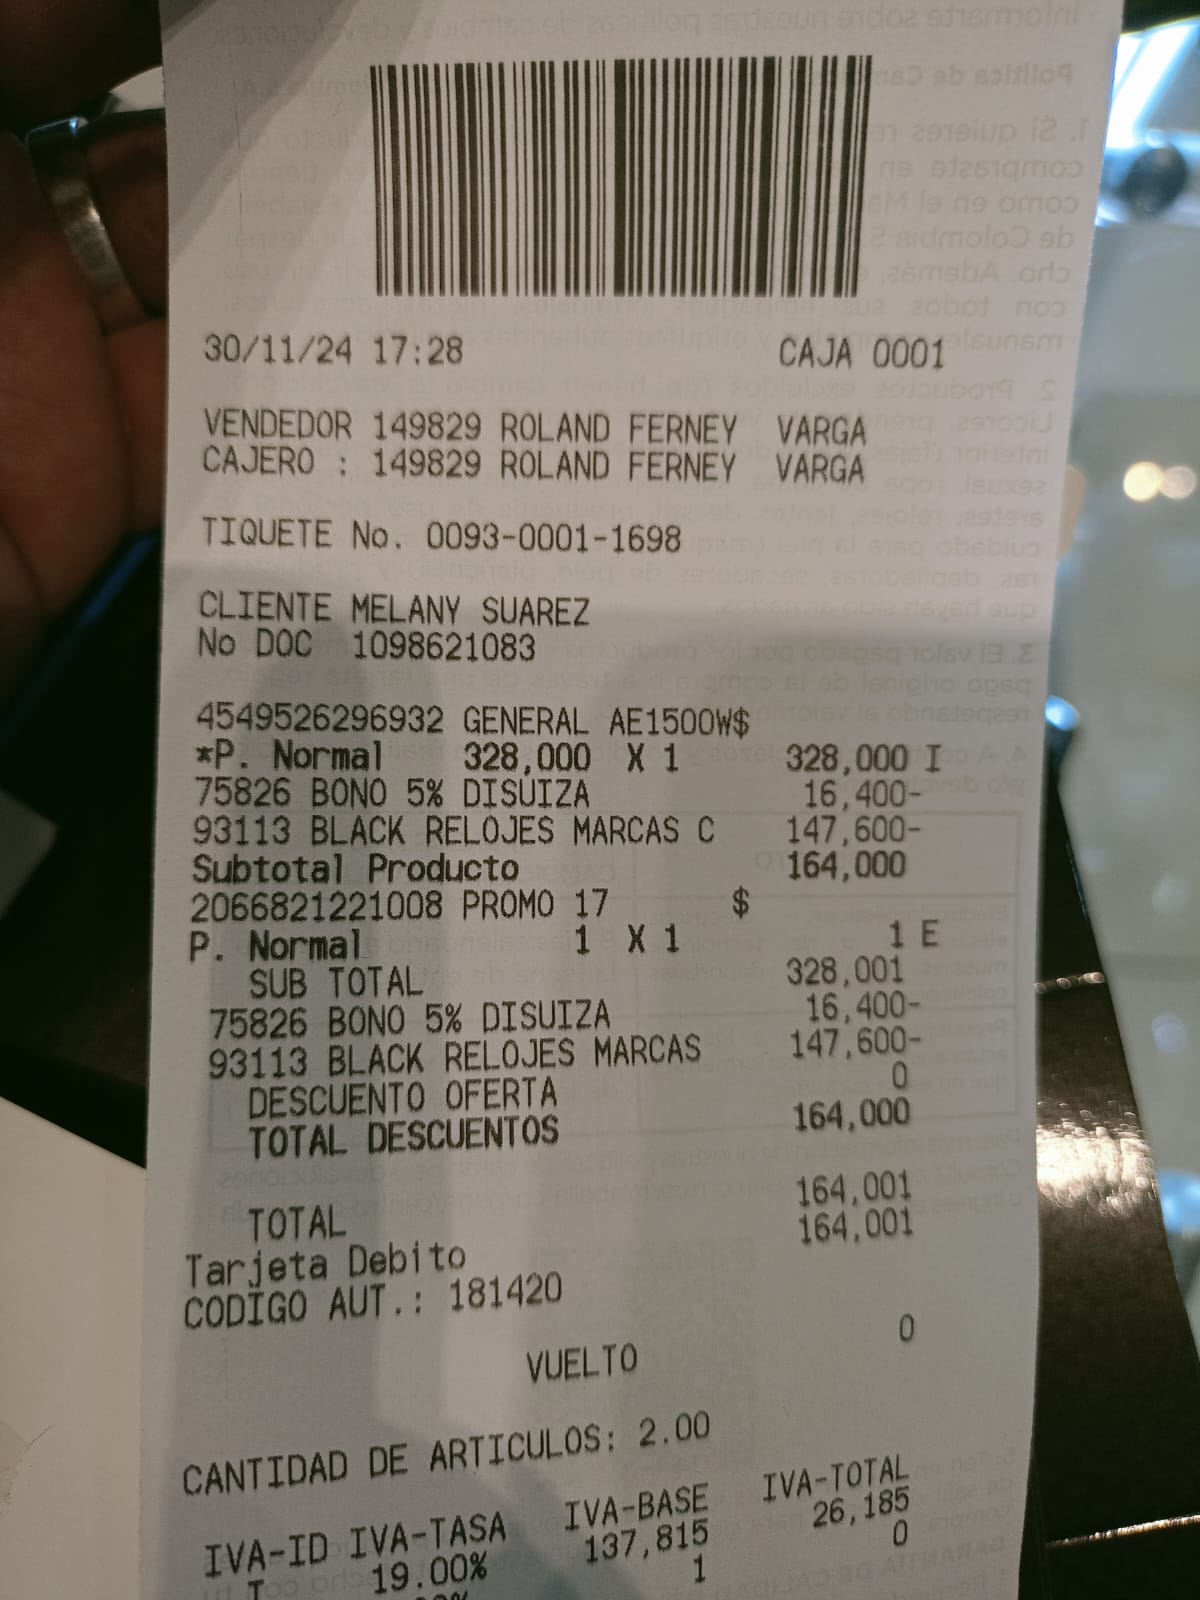 30/11/24 17:28 CAJA 0001
VENDEDOR 149829 ROLAND FERNEY VARGA
CAJERO : 149829 ROLAND FERNEY VARGA
TIQUETE No. 0093-0001-1698
CLIENTE MELANY SUAREZ
No DOC 1098621083
4549526296932 GENERAL AE1500W$
*P. Normal 328,000 X 1 328,000 I
75826 BONO 5% DISUIZA 16,400-
93113 BLACK RELOJES MARCAS C 147,600-
Subtotal Producto 164,000
2066821221008 PROMO 17 $
P. Normal 1 X 1 1 E
SUB TOTAL 328,001
75826 BONO 5% DISUIZA 16,400-
93113 BLACK RELOJES MARCAS 147,600-
DESCUENTO OFERTA 0
TOTAL DESCUENTOS 164,000
TOTAL 164,001
Tarjeta Debito 164,001
CODIGO AUT.: 181420
VUELTO 0
CANTIDAD DE ARTICULOS: 2.00
IVA-ID IVA-TASA IVA-BASE IVA-TOTAL
I 19.00% 137,815 26,185
1 0